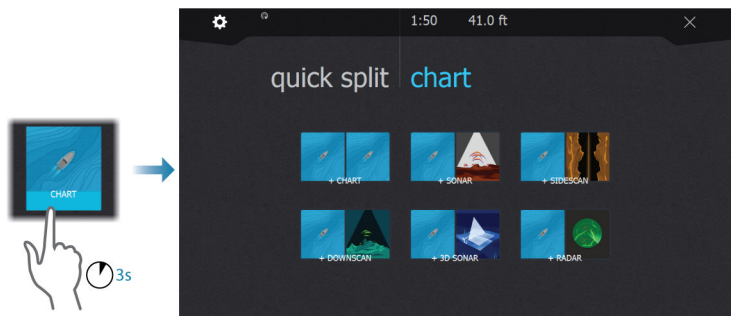 CHART
3s
1:50 41.0 ft
quick split chart
+ CHART + SONAR + SIDESCAN
+ DOWNSCAN + 3D SONAR + RADAR